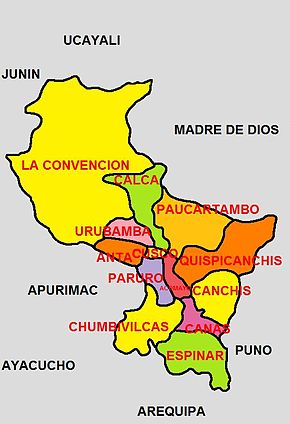 UCAYALI
JUNIN
MADRE DE DIOS
LA CONVENCION
CALCA
PAUCARTAMBO
URUBAMBA
CUSCO
ANTA
QUISPICANCHIS
PARURO
APURIMAC
ACOMAYO
CANCHIS
CHUMBIVILCAS
CANAS
ESPINAR
PUNO
AYACUCHO
AREQUIPA